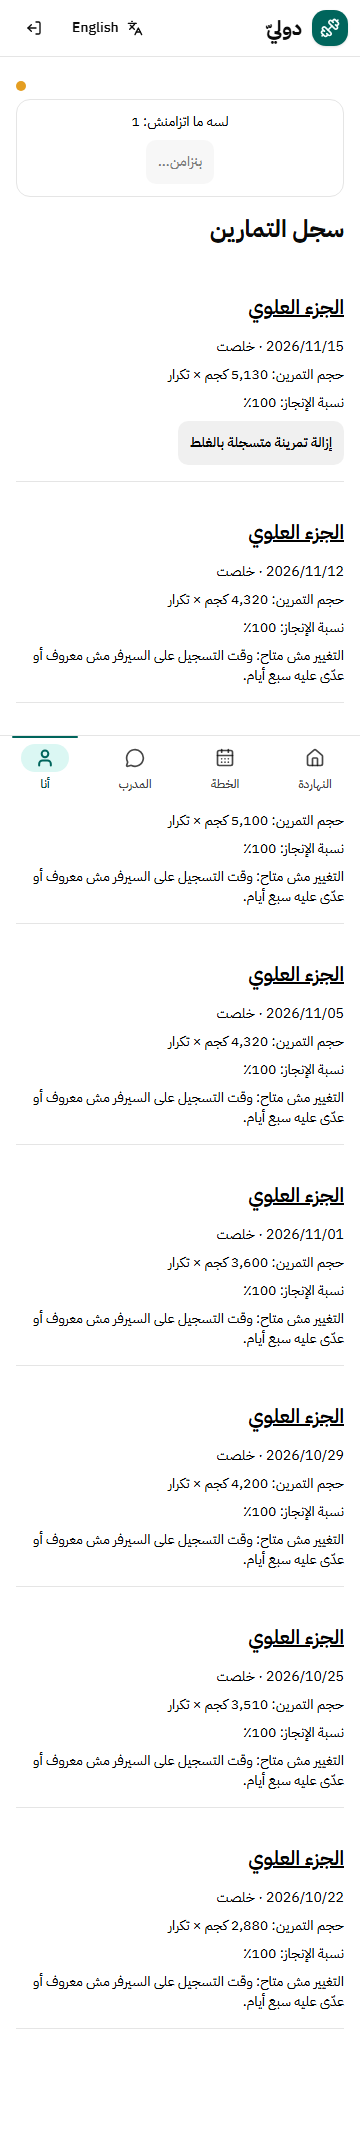 دوليّ
English
لسه ما اتزامنش: 1
بنزامن...
سجل التمارين
الجزء العلوي
2026/11/15 · خلصت
حجم التمرين: 5,130 كجم × تكرار
نسبة الإنجاز: 100٪
إزالة تمرينة متسجلة بالغلط
الجزء العلوي
2026/11/12 · خلصت
حجم التمرين: 4,320 كجم × تكرار
نسبة الإنجاز: 100٪
التغيير مش متاح: وقت التسجيل على السيرفر مش معروف أو
عدّى عليه سبع أيام.
النهاردة
الخطة
المدرب
أنا
حجم التمرين: 5,100 كجم × تكرار
نسبة الإنجاز: 100٪
التغيير مش متاح: وقت التسجيل على السيرفر مش معروف أو
عدّى عليه سبع أيام.
الجزء العلوي
2026/11/05 · خلصت
حجم التمرين: 4,320 كجم × تكرار
نسبة الإنجاز: 100٪
التغيير مش متاح: وقت التسجيل على السيرفر مش معروف أو
عدّى عليه سبع أيام.
الجزء العلوي
2026/11/01 · خلصت
حجم التمرين: 3,600 كجم × تكرار
نسبة الإنجاز: 100٪
التغيير مش متاح: وقت التسجيل على السيرفر مش معروف أو
عدّى عليه سبع أيام.
الجزء العلوي
2026/10/29 · خلصت
حجم التمرين: 4,200 كجم × تكرار
نسبة الإنجاز: 100٪
التغيير مش متاح: وقت التسجيل على السيرفر مش معروف أو
عدّى عليه سبع أيام.
الجزء العلوي
2026/10/25 · خلصت
حجم التمرين: 3,510 كجم × تكرار
نسبة الإنجاز: 100٪
التغيير مش متاح: وقت التسجيل على السيرفر مش معروف أو
عدّى عليه سبع أيام.
الجزء العلوي
2026/10/22 · خلصت
حجم التمرين: 2,880 كجم × تكرار
نسبة الإنجاز: 100٪
التغيير مش متاح: وقت التسجيل على السيرفر مش معروف أو
عدّى عليه سبع أيام.